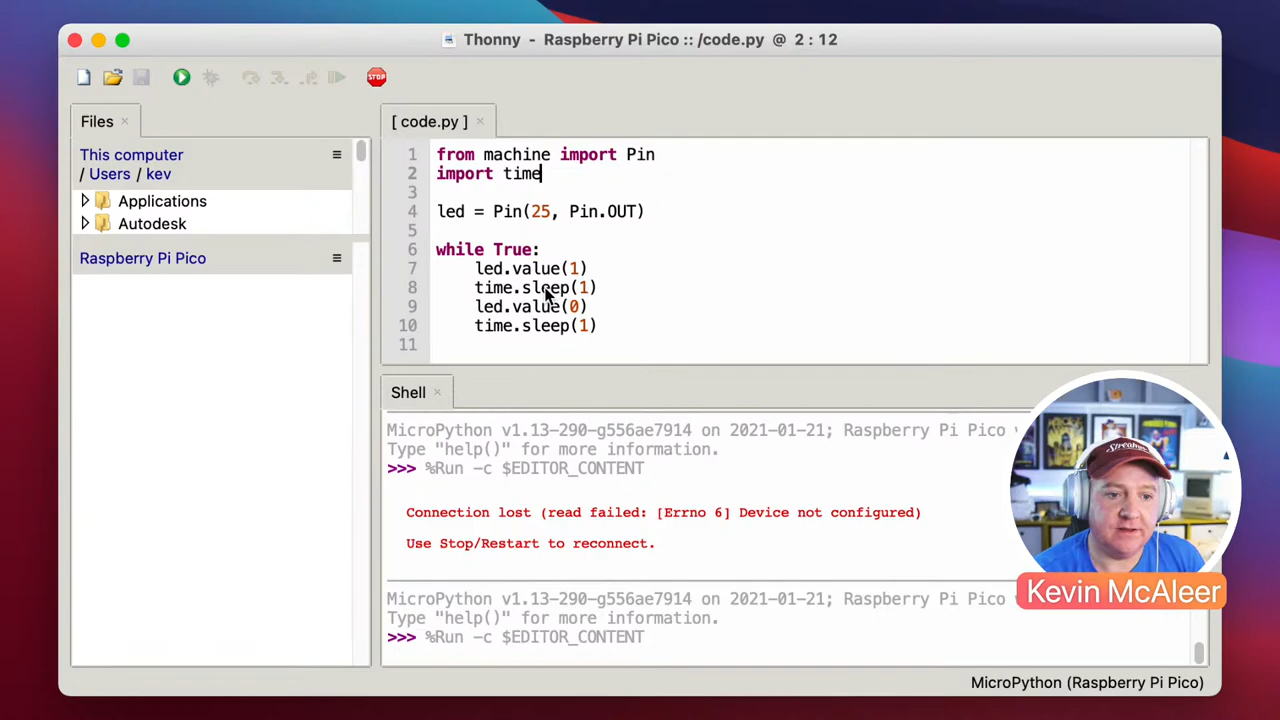 Thonny - Raspberry Pi Pico :: /code.py @ 2 : 12
STOP
Files ×
This computer
/ Users / kev
Applications
Autodesk
Raspberry Pi Pico
[ code.py ] ×
1 from machine import Pin
2 import time
3
4 led = Pin(25, Pin.OUT)
5
6 while True:
7 led.value(1)
8 time.sleep(1)
9 led.value(0)
10 time.sleep(1)
11
Shell ×
MicroPython v1.13-290-g556ae7914 on 2021-01-21; Raspberry Pi Pico
Type "help()" for more information.
>>> %Run -c $EDITOR_CONTENT
Connection lost (read failed: [Errno 6] Device not configured)
Use Stop/Restart to reconnect.
MicroPython v1.13-290-g556ae7914 on 2021-01-21; Raspberry Pi Pico
Type "help()" for more information.
>>> %Run -c $EDITOR_CONTENT
Kevin McAleer
MicroPython (Raspberry Pi Pico)